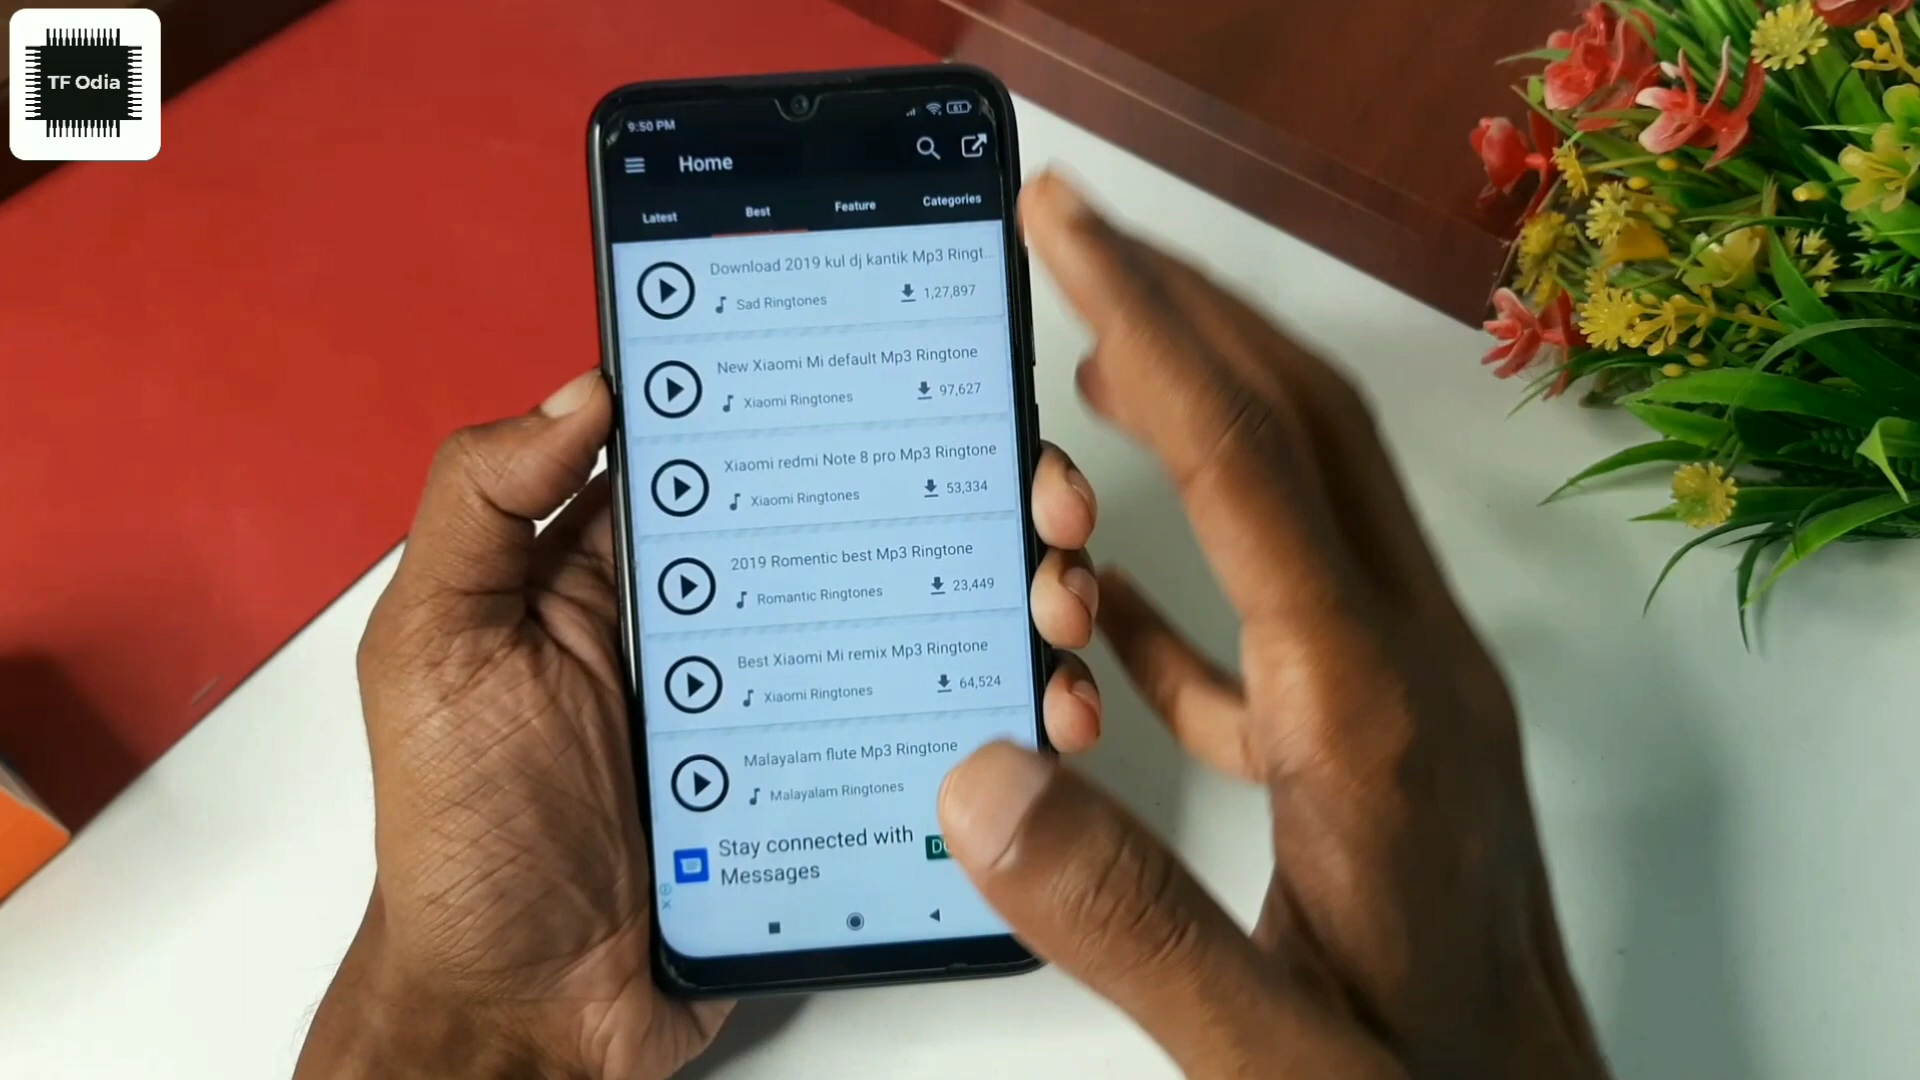 TF Odia
9:50 PM
61
Home
Latest
Best
Feature
Categories
Download 2019 kul dj kantik Mp3 Ringt...
Sad Ringtones
1,27,897
New Xiaomi Mi default Mp3 Ringtone
Xiaomi Ringtones
97,627
Xiaomi redmi Note 8 pro Mp3 Ringtone
Xiaomi Ringtones
53,334
2019 Romentic best Mp3 Ringtone
Romantic Ringtones
23,449
Best Xiaomi Mi remix Mp3 Ringtone
Xiaomi Ringtones
64,524
Malayalam flute Mp3 Ringtone
Malayalam Ringtones
Stay connected with
Messages